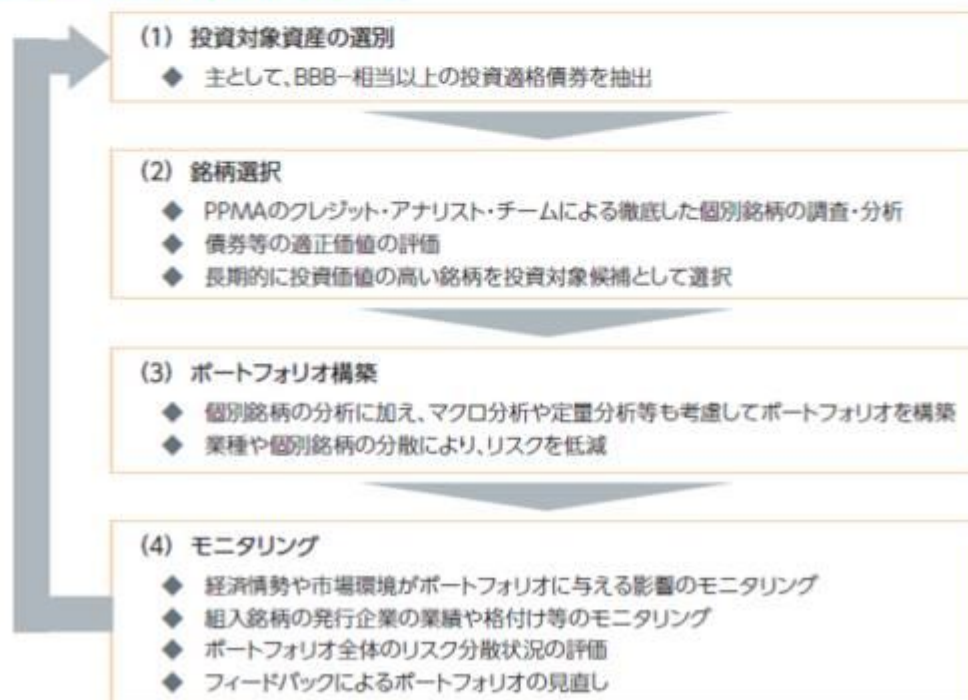 (1) 投資対象資産の選別
◆ 主として、BBB-相当以上の投資適格債券を抽出
(2) 銘柄選択
◆ PPMAのクレジット・アナリスト・チームによる徹底した個別銘柄の調査・分析
◆ 債券等の適正価値の評価
◆ 長期的に投資価値の高い銘柄を投資対象候補として選択
(3) ポートフォリオ構築
◆ 個別銘柄の分析に加え、マクロ分析や定量分析等も考慮してポートフォリオを構築
◆ 業種や個別銘柄の分散により、リスクを低減
(4) モニタリング
◆ 経済情勢や市場環境がポートフォリオに与える影響のモニタリング
◆ 組入銘柄の発行企業の業績や格付け等のモニタリング
◆ ポートフォリオ全体のリスク分散状況の評価
◆ フィードバックによるポートフォリオの見直し